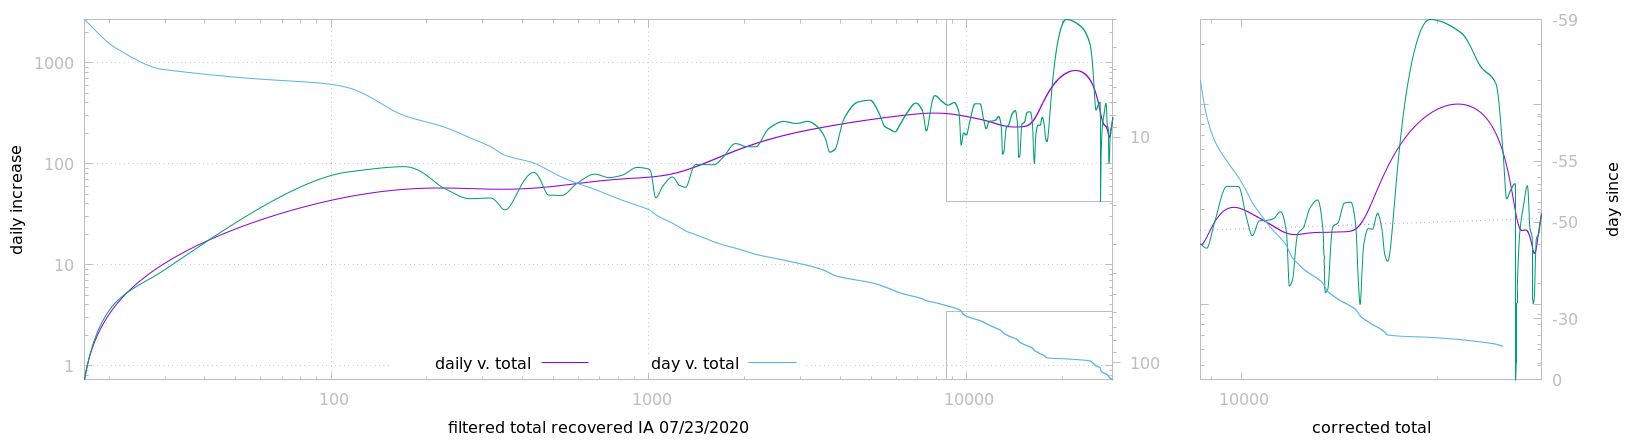 daily increase
1000
100
10
1
daily v. total
day v. total
100
1000
10000
filtered total recovered IA 07/23/2020
10
100
10000
corrected total
-59
-55
-50
-30
0
day since